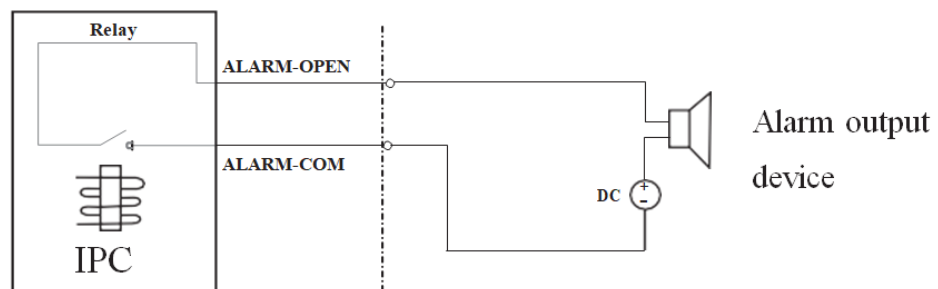 Relay
ALARM-OPEN
ALARM-COM
IPC
DC
+
-
Alarm output
device